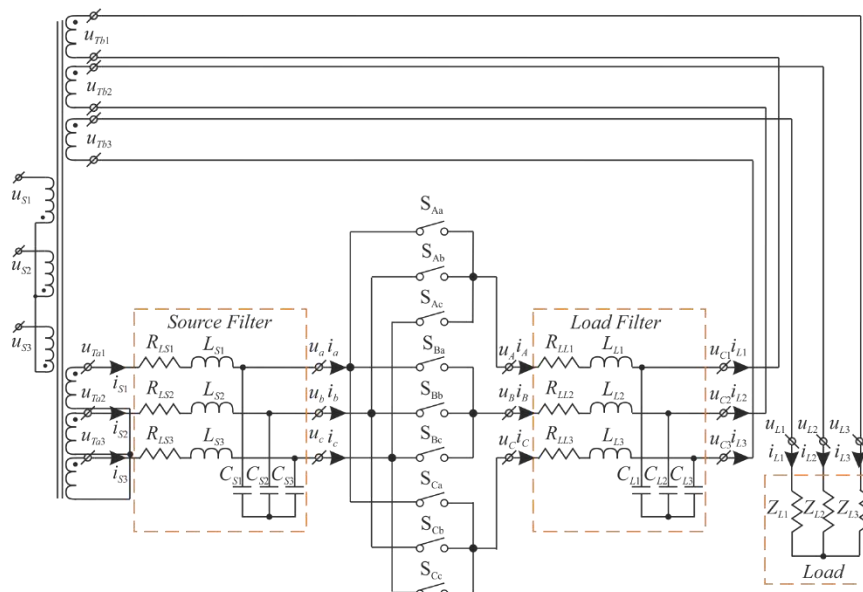 u_Tb1
u_Tb2
u_Tb3
u_S1
u_S2
u_S3
S_Aa
S_Ab
S_Ac
S_Ba
S_Bb
S_Bc
S_Ca
S_Cb
S_Cc
Source Filter
Load Filter
u_Ta1 i_S1 R_LS1 L_S1 u_a i_a u_A i_A R_LL1 L_L1 u_C1 i_L1
u_Ta2 i_S2 R_LS2 L_S2 u_b i_b u_B i_B R_LL2 L_L2 u_C2 i_L2
u_Ta3 i_S3 R_LS3 L_S3 u_c i_c u_C i_C R_LL3 L_L3 u_C3 i_L3
C_S1 C_S2 C_S3
C_L1 C_L2 C_L3
u_L1 u_L2 u_L3
i_L1 i_L2 i_L3
Z_L1 Z_L2 Z_L3
Load